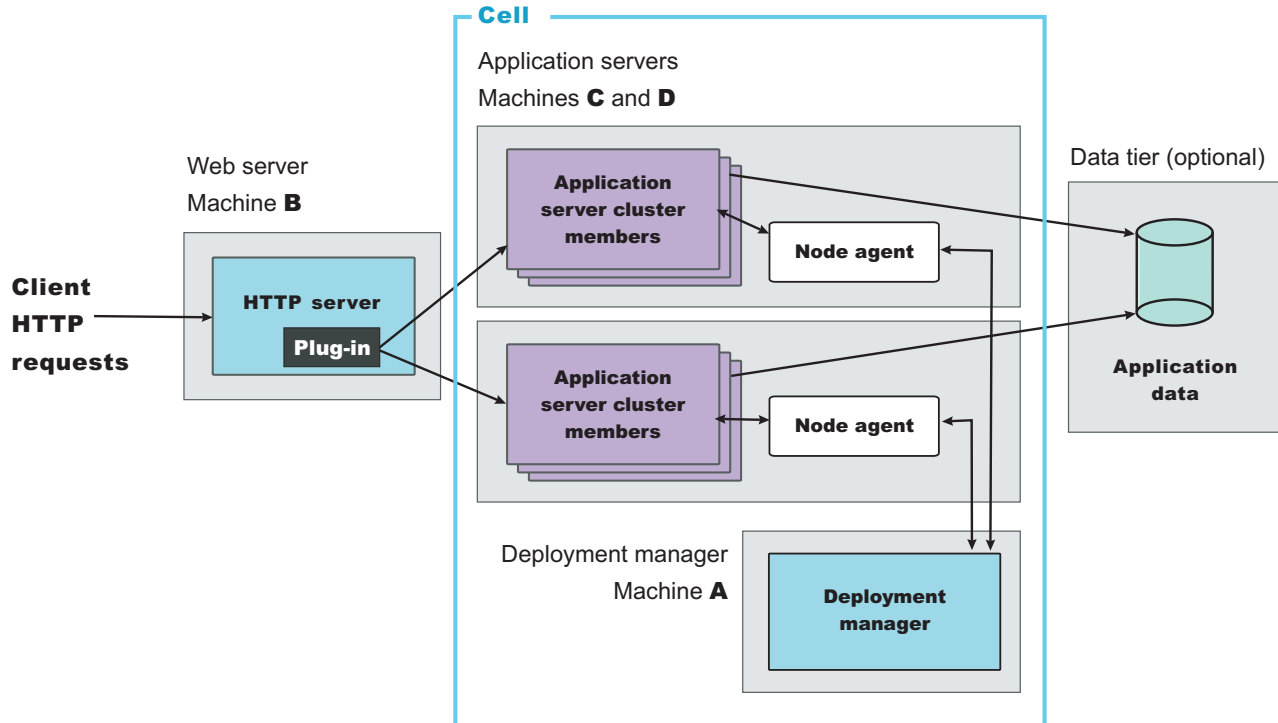 Cell
Application servers
Machines C and D
Web server
Machine B
Data tier (optional)
Application
server cluster
members
Node agent
Client
HTTP
requests
HTTP server
Plug-in
Application
server cluster
members
Node agent
Application
data
Deployment manager
Machine A
Deployment
manager